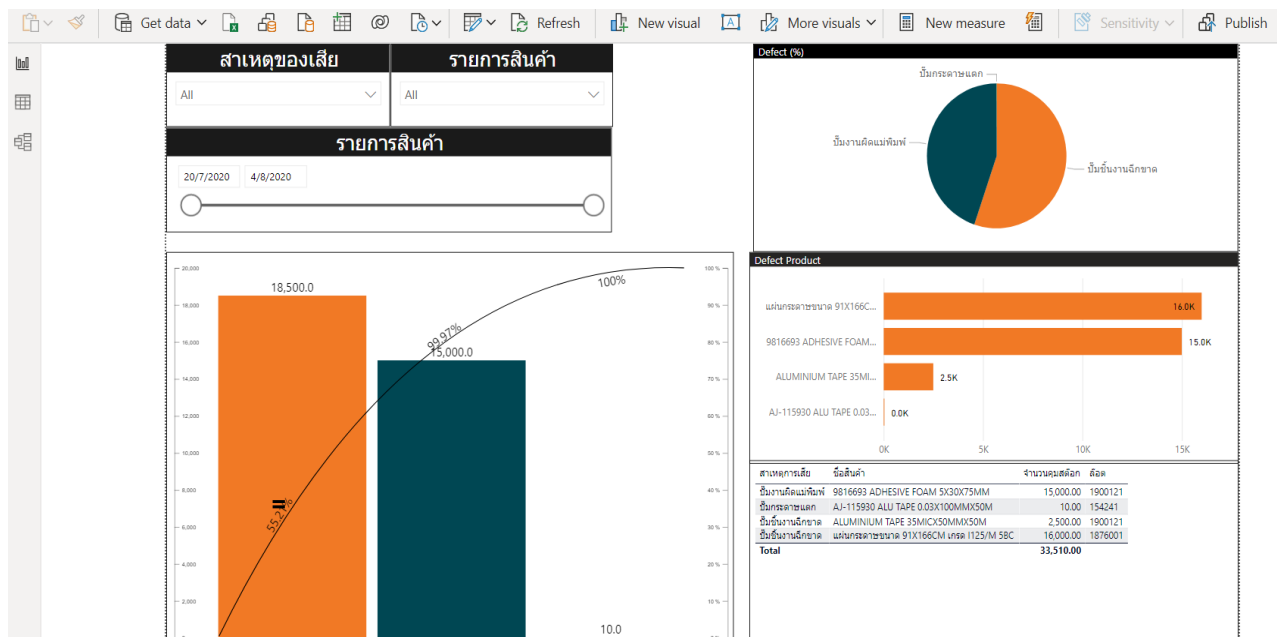 Get data
Refresh
New visual
More visuals
New measure
Sensitivity
Publish
สาเหตุของเสีย
รายการสินค้า
All
All
รายการสินค้า
20/7/2020
4/8/2020
Defect (%)
ปั๊มกระดาษแตก
ปั๊มงานผิดแม่พิมพ์
ปั๊มชิ้นงานฉีกขาด
20,000
18,000
16,000
14,000
12,000
10,000
8,000
6,000
4,000
2,000
18,500.0
15,000.0
10.0
55.21%
99.97%
100%
100 %
90 %
80 %
70 %
60 %
50 %
40 %
30 %
20 %
10 %
Defect Product
แผ่นกระดาษขนาด 91X166C... 16.0K
9816693 ADHESIVE FOAM... 15.0K
ALUMINIUM TAPE 35MI... 2.5K
AJ-115930 ALU TAPE 0.03... 0.0K
0K 5K 10K 15K
สาเหตุการเสีย ชื่อสินค้า จำนวนคุมสต๊อก ล๊อต
ปั๊มงานผิดแม่พิมพ์ 9816693 ADHESIVE FOAM 5X30X75MM 15,000.00 1900121
ปั๊มกระดาษแตก AJ-115930 ALU TAPE 0.03X100MMX50M 10.00 154241
ปั๊มชิ้นงานฉีกขาด ALUMINIUM TAPE 35MICX50MMX50M 2,500.00 1900121
ปั๊มชิ้นงานฉีกขาด แผ่นกระดาษขนาด 91X166CM เกรด I125/M 5BC 16,000.00 1876001
Total 33,510.00